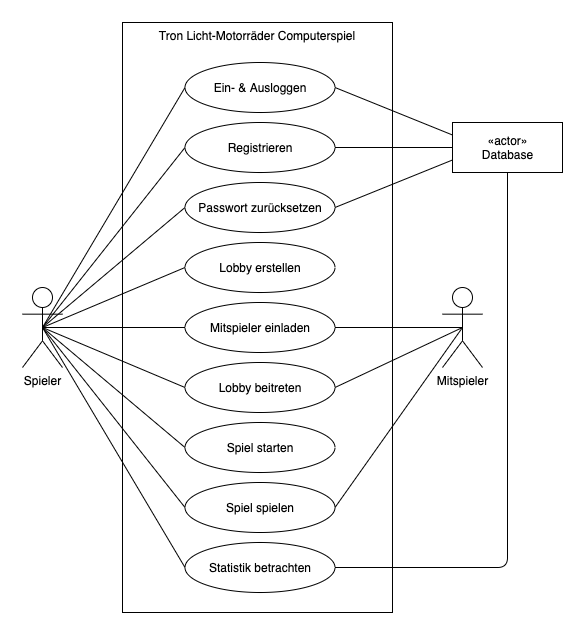 Tron Licht-Motorräder Computerspiel
Ein- & Ausloggen
«actor»
Database
Registrieren
Passwort zurücksetzen
Lobby erstellen
Mitspieler einladen
Spieler
Lobby beitreten
Mitspieler
Spiel starten
Spiel spielen
Statistik betrachten